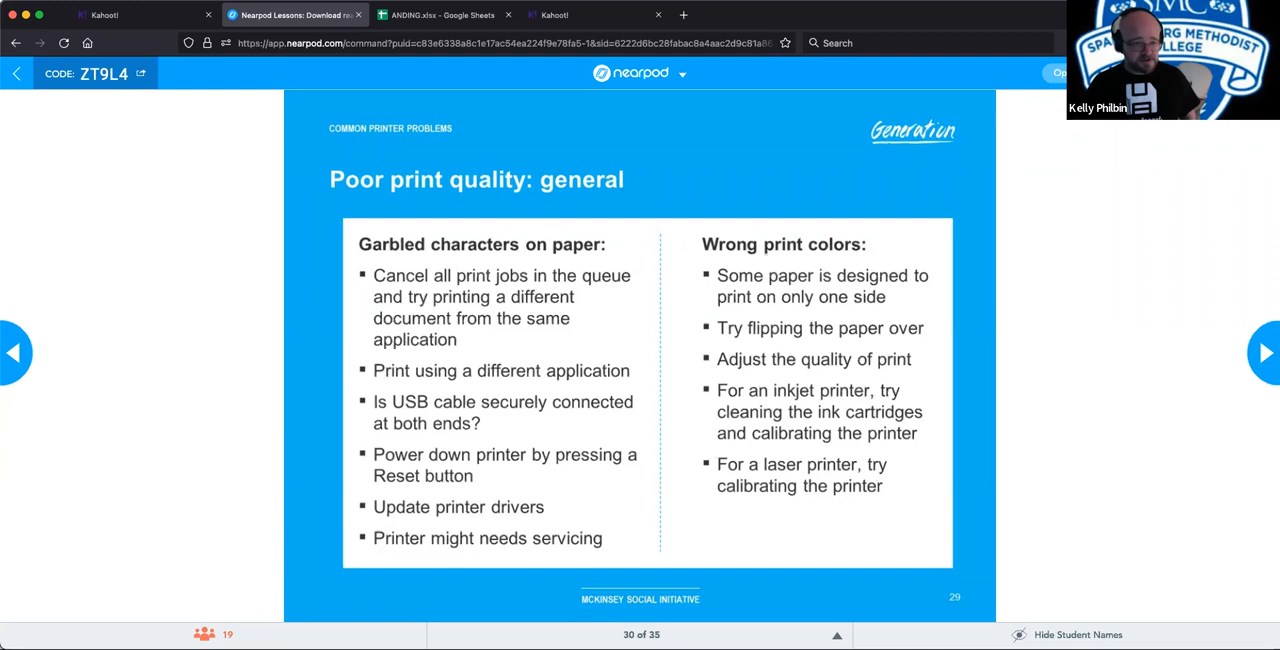 Kahoot!
Nearpod Lessons: Download re
ANDING.xlsx - Google Sheets
Kahoot!
https://app.nearpod.com/command?puid=c83e6338a8c1e17ac54ea224f9e78fa5-1&sid=6222d6bc28fabac8a4aac2d9c81a86
Search
CODE: ZT9L4
nearpod
Op
SMC
METHODIST
Kelly Philbin
COMMON PRINTER PROBLEMS
Generation
Poor print quality: general
Garbled characters on paper:
▪ Cancel all print jobs in the queue
and try printing a different
document from the same
application
▪ Print using a different application
▪ Is USB cable securely connected
at both ends?
▪ Power down printer by pressing a
Reset button
▪ Update printer drivers
▪ Printer might needs servicing
Wrong print colors:
▪ Some paper is designed to
print on only one side
▪ Try flipping the paper over
▪ Adjust the quality of print
▪ For an inkjet printer, try
cleaning the ink cartridges
and calibrating the printer
▪ For a laser printer, try
calibrating the printer
MCKINSEY SOCIAL INITIATIVE
29
19
30 of 35
Hide Student Names